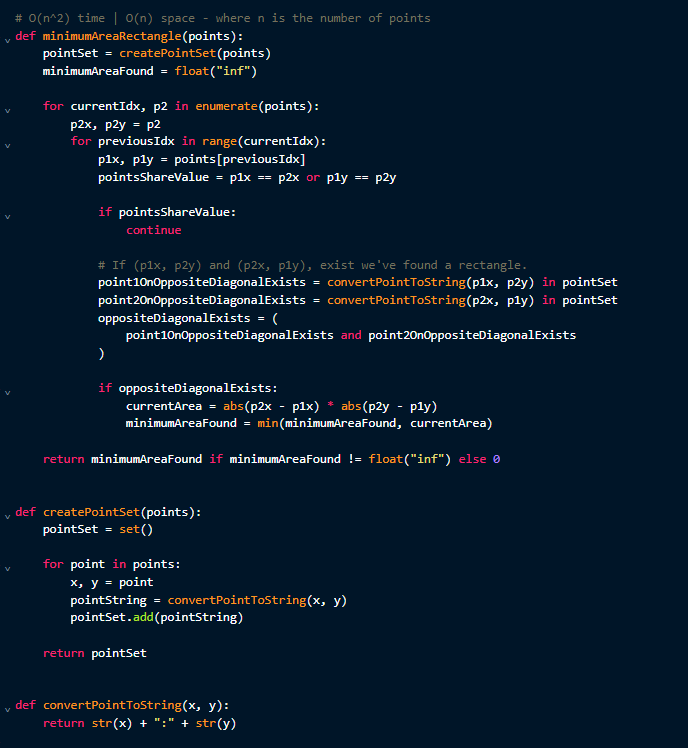 # O(n^2) time | O(n) space - where n is the number of points
def minimumAreaRectangle(points):
    pointSet = createPointSet(points)
    minimumAreaFound = float("inf")

    for currentIdx, p2 in enumerate(points):
        p2x, p2y = p2
        for previousIdx in range(currentIdx):
            p1x, p1y = points[previousIdx]
            pointsShareValue = p1x == p2x or p1y == p2y

            if pointsShareValue:
                continue

            # If (p1x, p2y) and (p2x, p1y), exist we've found a rectangle.
            point1OnOppositeDiagonalExists = convertPointToString(p1x, p2y) in pointSet
            point2OnOppositeDiagonalExists = convertPointToString(p2x, p1y) in pointSet
            oppositeDiagonalExists = (
                point1OnOppositeDiagonalExists and point2OnOppositeDiagonalExists
            )

            if oppositeDiagonalExists:
                currentArea = abs(p2x - p1x) * abs(p2y - p1y)
                minimumAreaFound = min(minimumAreaFound, currentArea)

    return minimumAreaFound if minimumAreaFound != float("inf") else 0


def createPointSet(points):
    pointSet = set()

    for point in points:
        x, y = point
        pointString = convertPointToString(x, y)
        pointSet.add(pointString)

    return pointSet


def convertPointToString(x, y):
    return str(x) + ":" + str(y)